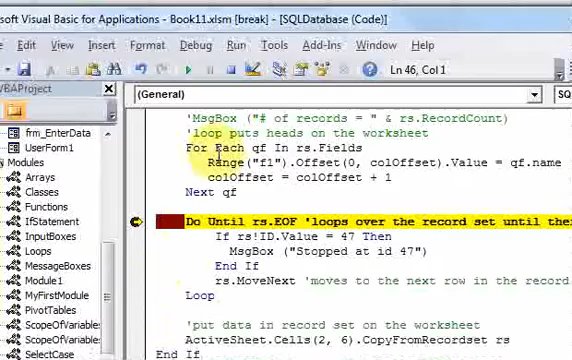 osoft Visual Basic for Applications - Book11.xlsm [break] - [SQLDatabase (Code)]
Edit View Insert Format Debug Run Tools Add-Ins Window Help
Ln 46, Col 1
VBAProject
(General)
SQ
frm_EnterData
UserForm1
Modules
Arrays
Classes
Functions
IfStatement
InputBoxes
Loops
MessageBoxes
Module1
MyFirstModule
PivotTables
ScopeOfVariable
ScopeOfVariables
SelectCase
'MsgBox ("# of records = " & rs.RecordCount)
'loop puts heads on the worksheet
For Each qf In rs.Fields
Range("f1").Offset(0, colOffset).Value = qf.name
colOffset = colOffset + 1
Next qf
Do Until rs.EOF 'loops over the record set until the
If rs!ID.Value = 47 Then
MsgBox ("Stopped at id 47")
End If
rs.MoveNext 'moves to the next row in the record
Loop
'put data in record set on the worksheet
ActiveSheet.Cells(2, 6).CopyFromRecordset rs
End If